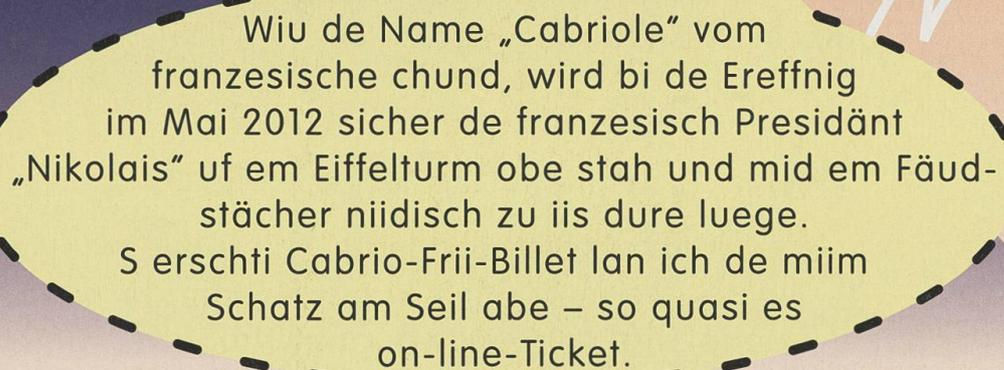 Wiu de Name „Cabriole” vom
franzesische chund, wird bi de Ereffnig
im Mai 2012 sicher de franzesisch Presidänt
„Nikolais” uf em Eiffelturm obe stah und mid em Fäud-
stächer niidisch zu iis dure luege.
S erschti Cabrio-Frii-Billet lan ich de miim
Schatz am Seil abe – so quasi es
on-line-Ticket.